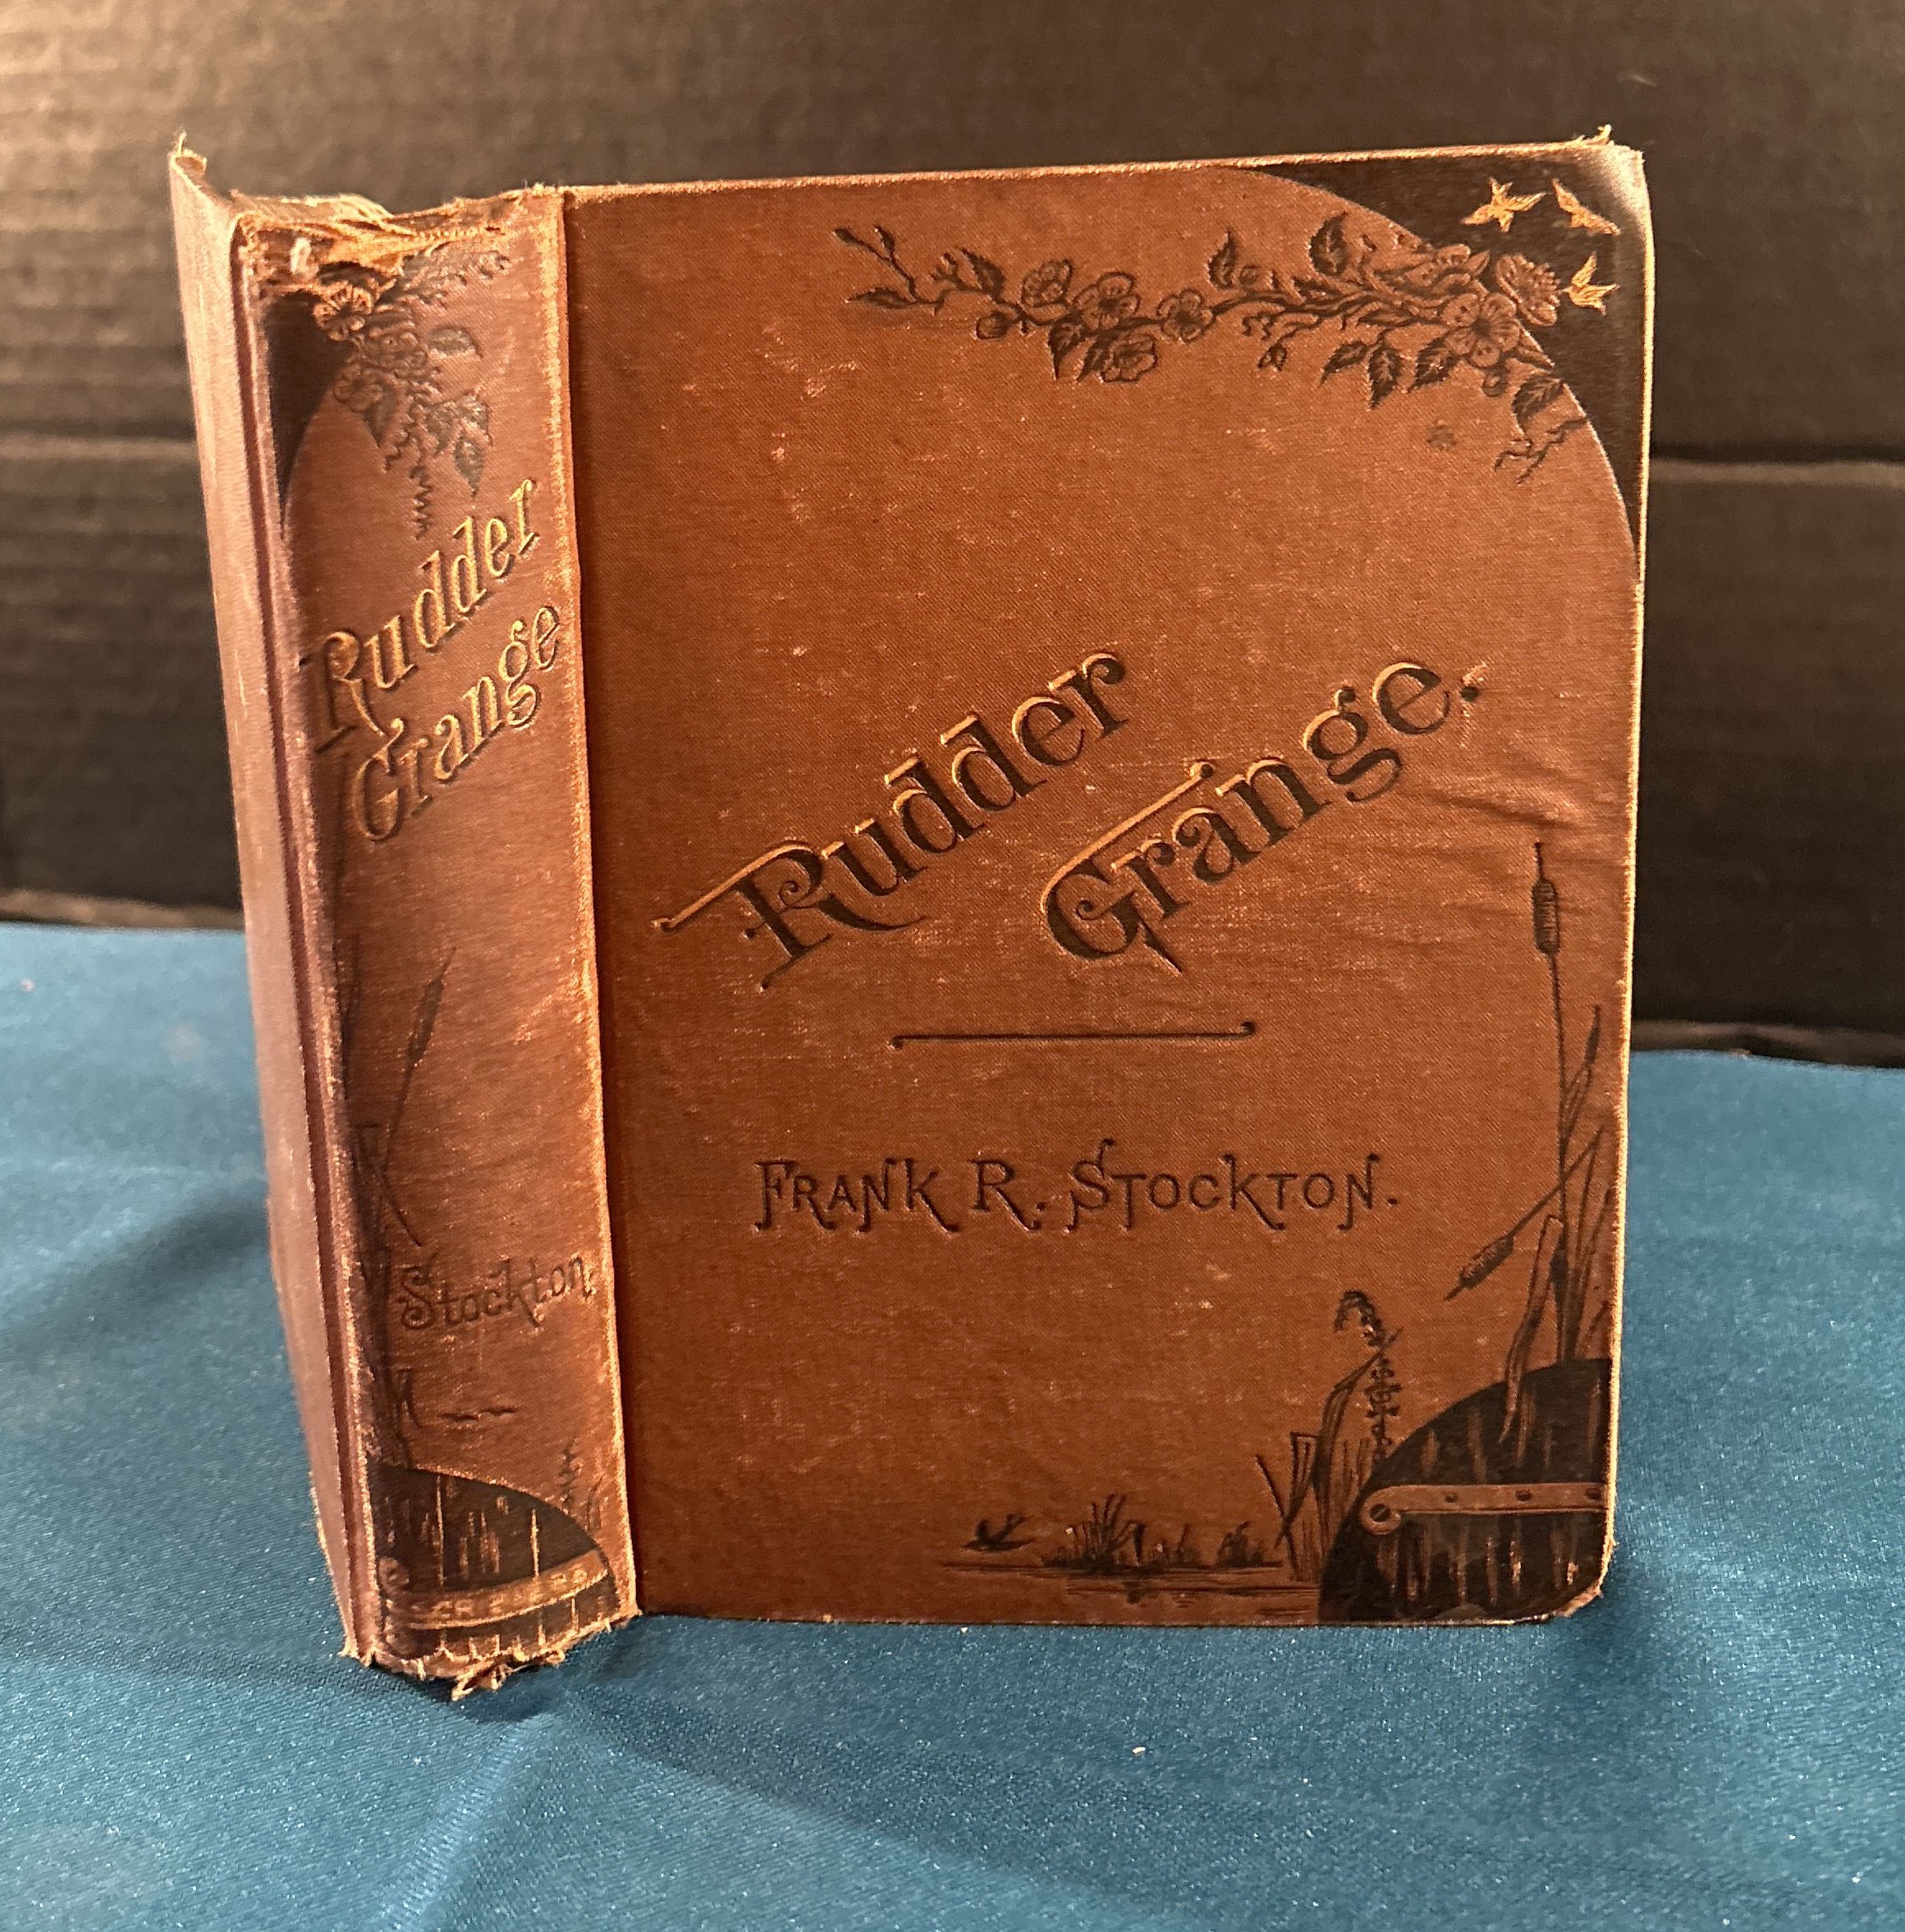 Rudder
Grange
Stockton.
Rudder
Grange.
FRANK R. STOCKTON.